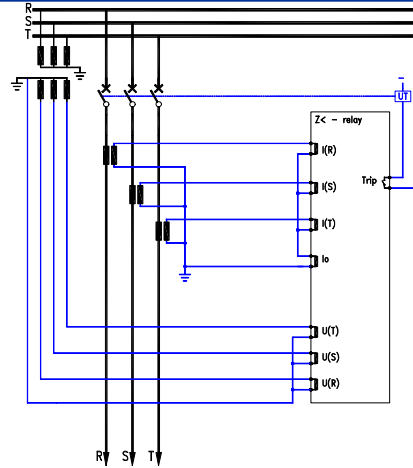 R
S
T
UT
Z< - relay
I(R)
Trip
I(S)
I(T)
Io
U(T)
U(S)
U(R)
R S T